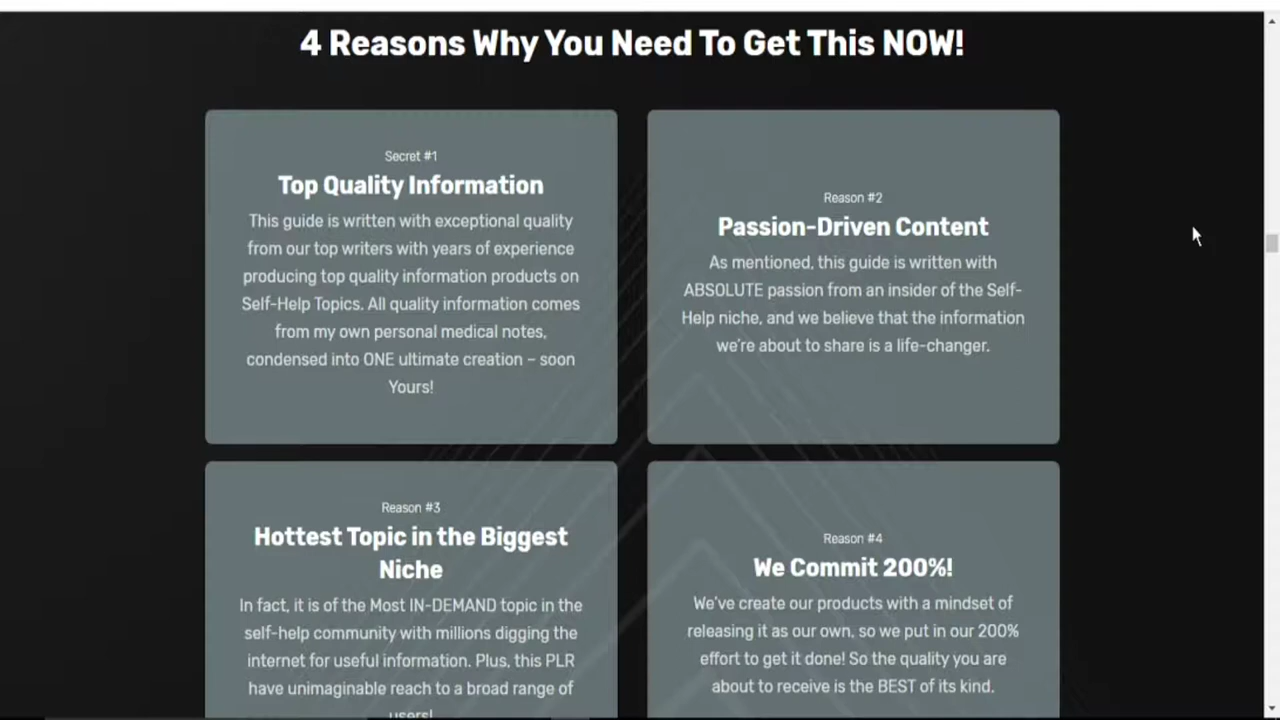 4 Reasons Why You Need To Get This NOW!
Secret #1
Top Quality Information
This guide is written with exceptional quality
from our top writers with years of experience
producing top quality information products on
Self-Help Topics. All quality information comes
from my own personal medical notes,
condensed into ONE ultimate creation – soon
Yours!
Reason #2
Passion-Driven Content
As mentioned, this guide is written with
ABSOLUTE passion from an insider of the Self-
Help niche, and we believe that the information
we're about to share is a life-changer.
Reason #3
Hottest Topic in the Biggest
Niche
In fact, it is of the Most IN-DEMAND topic in the
self-help community with millions digging the
internet for useful information. Plus, this PLR
have unimaginable reach to a broad range of
users!
Reason #4
We Commit 200%!
We've create our products with a mindset of
releasing it as our own, so we put in our 200%
effort to get it done! So the quality you are
about to receive is the BEST of its kind.